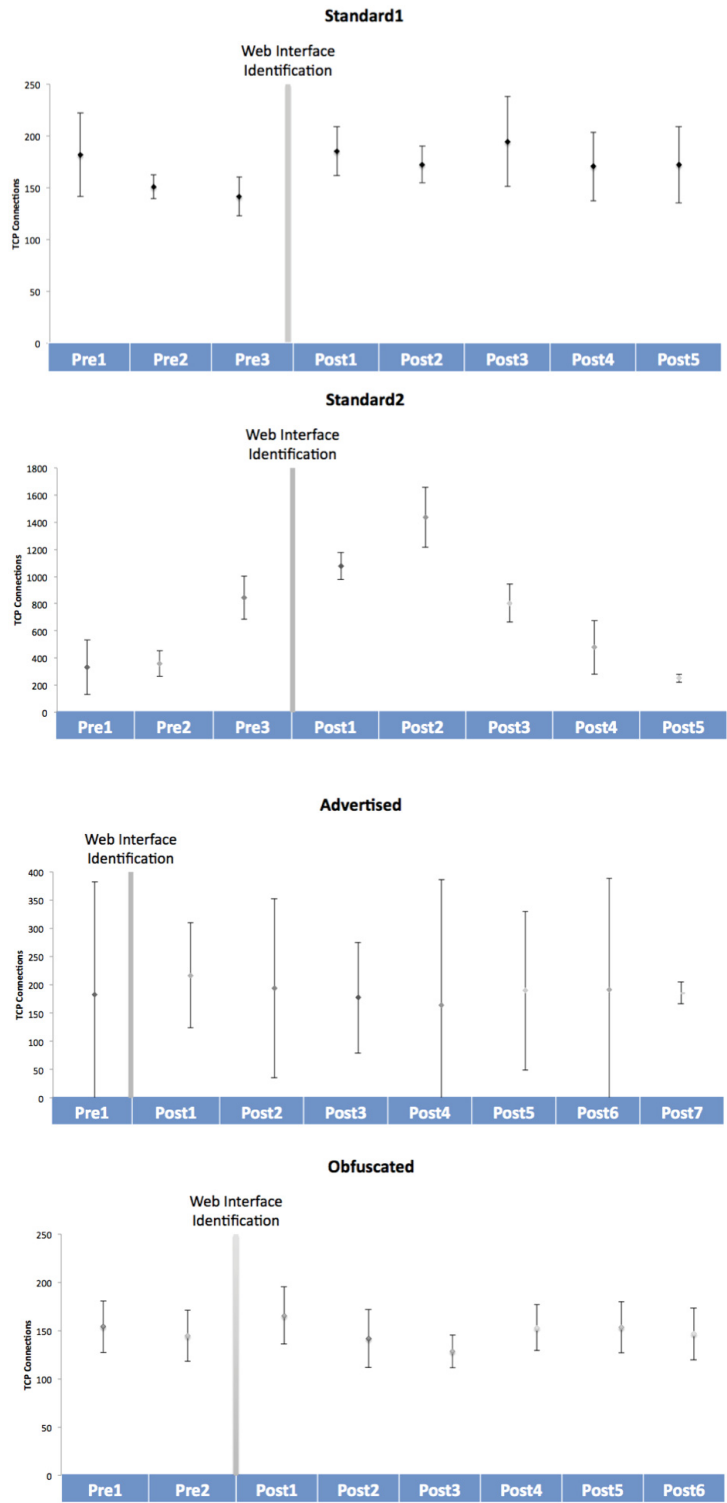 Standard1
Web Interface
Identification
TCP Connections
250
200
150
100
50
0
Pre1 Pre2 Pre3 Post1 Post2 Post3 Post4 Post5
Standard2
Web Interface
Identification
TCP Connections
1800
1600
1400
1200
1000
800
600
400
200
0
Pre1 Pre2 Pre3 Post1 Post2 Post3 Post4 Post5
Advertised
Web Interface
Identification
TCP Connections
400
350
300
250
200
150
100
50
0
Pre1 Post1 Post2 Post3 Post4 Post5 Post6 Post7
Obfuscated
Web Interface
Identification
TCP Connections
250
200
150
100
50
0
Pre1 Pre2 Post1 Post2 Post3 Post4 Post5 Post6